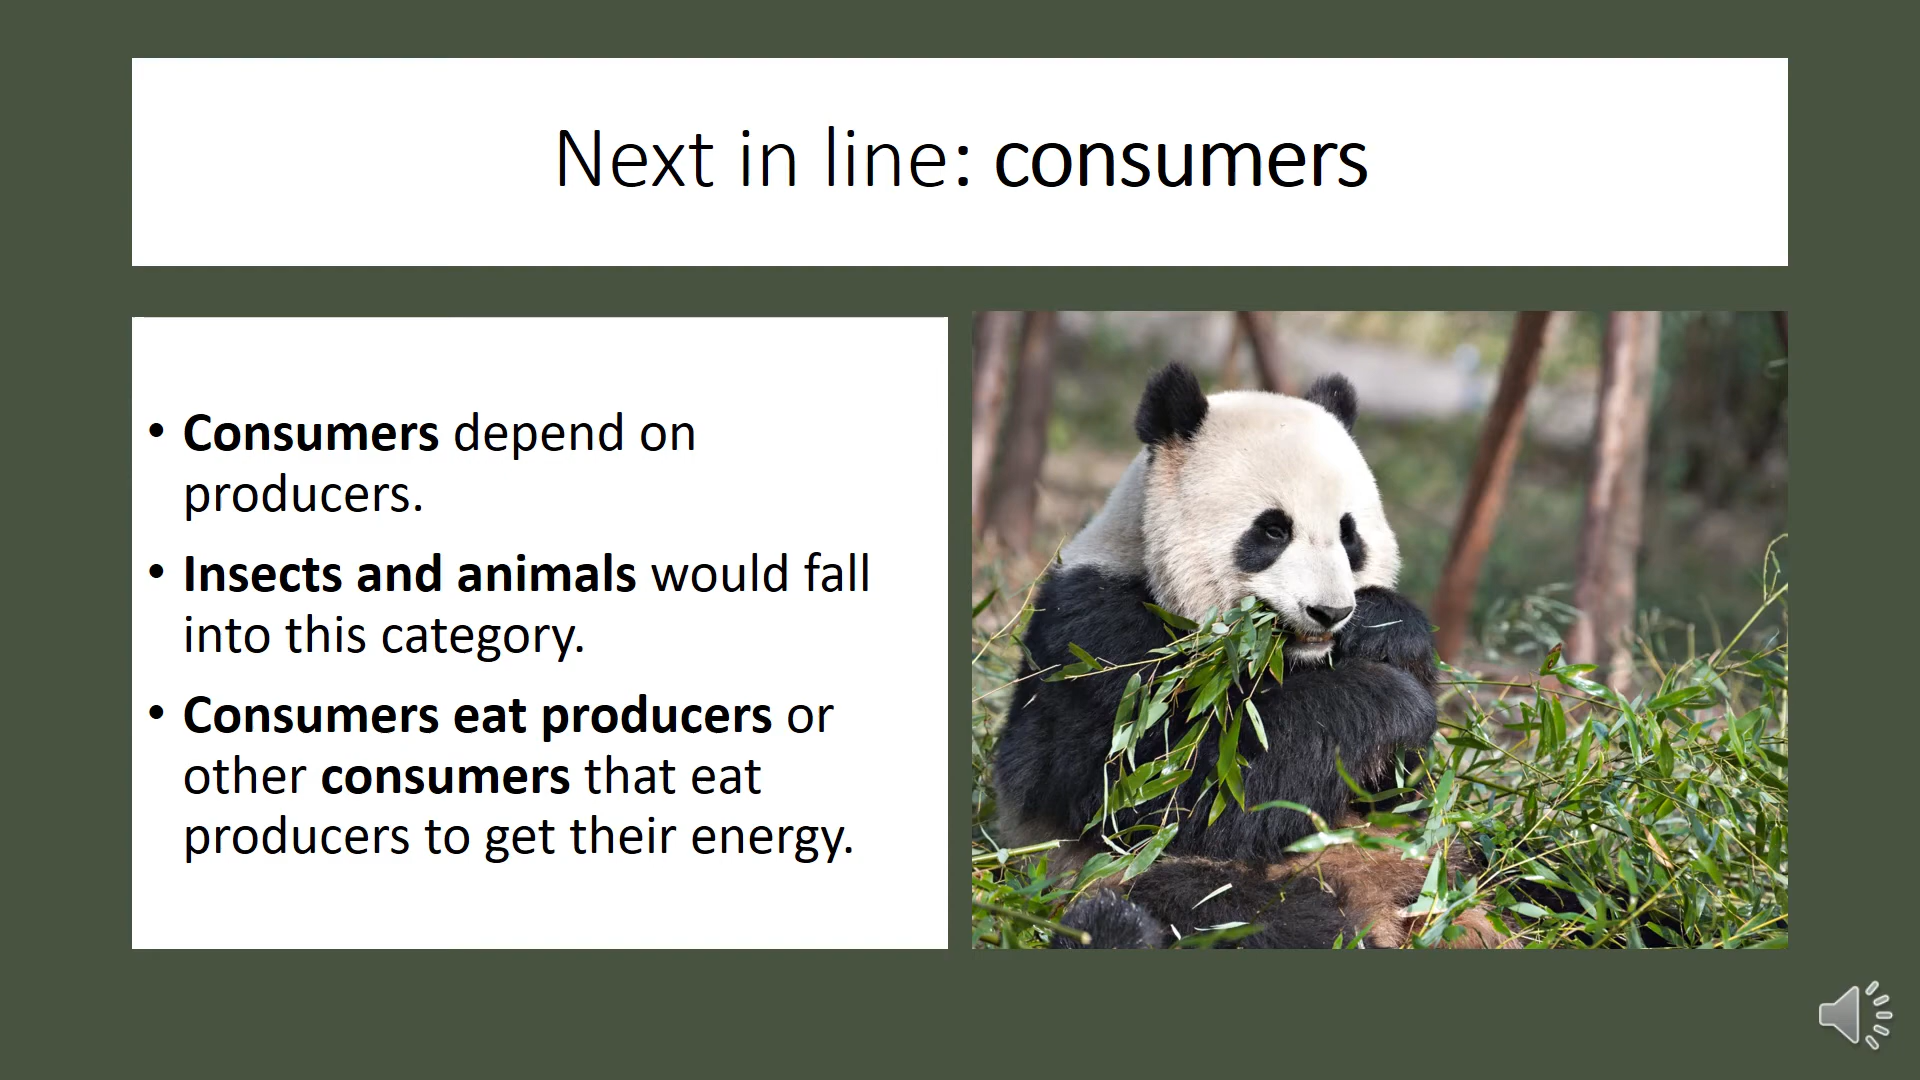 Next in line: consumers
• Consumers depend on
producers.
• Insects and animals would fall
into this category.
• Consumers eat producers or
other consumers that eat
producers to get their energy.